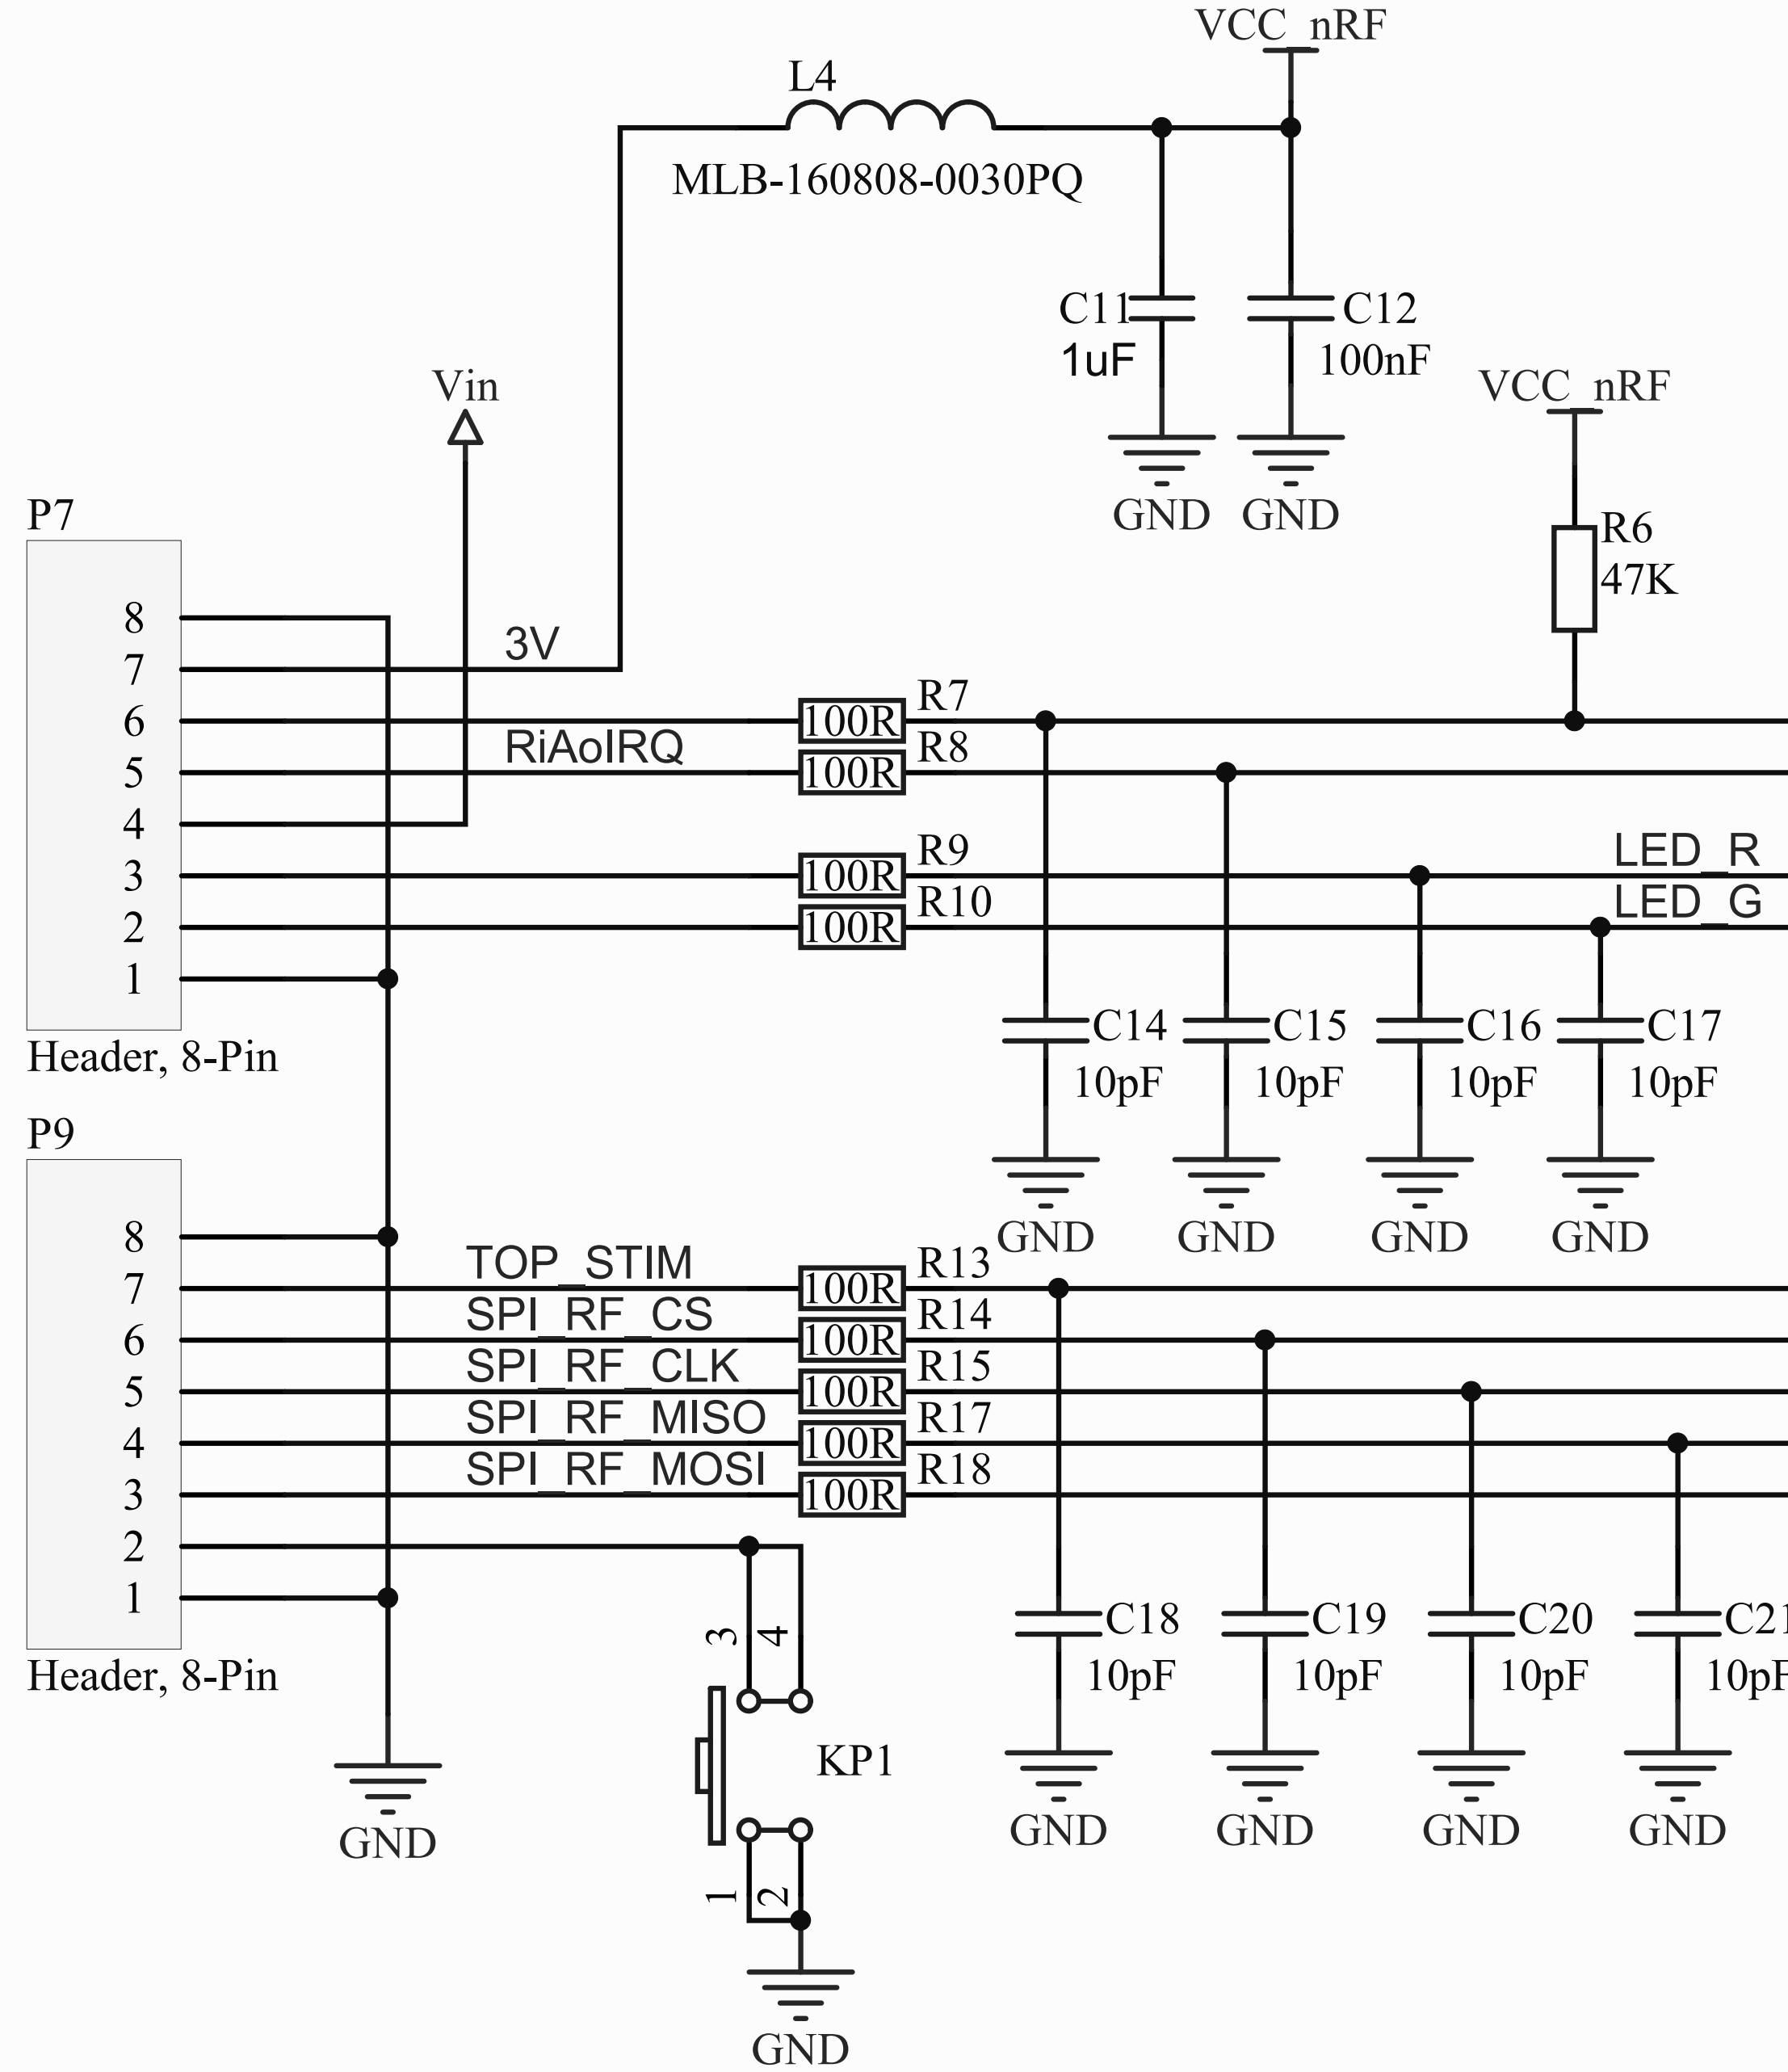 VCC_nRF
L4
MLB-160808-0030PQ
C11
1uF
C12
100nF
Vin
VCC_nRF
GND
GND
R6
47K
P7
8
7
3V
6
100R
R7
5
RiAoIRQ
100R
R8
4
3
100R
R9
LED_R
2
100R
R10
LED_G
1
Header, 8-Pin
C14
10pF
C15
10pF
C16
10pF
C17
10pF
GND
GND
GND
GND
P9
8
7
TOP_STIM
100R
R13
6
SPI_RF_CS
100R
R14
5
SPI_RF_CLK
100R
R15
4
SPI_RF_MISO
100R
R17
3
SPI_RF_MOSI
100R
R18
2
1
Header, 8-Pin
3
4
C18
10pF
C19
10pF
C20
10pF
C21
10pF
KP1
GND
1
2
GND
GND
GND
GND
GND